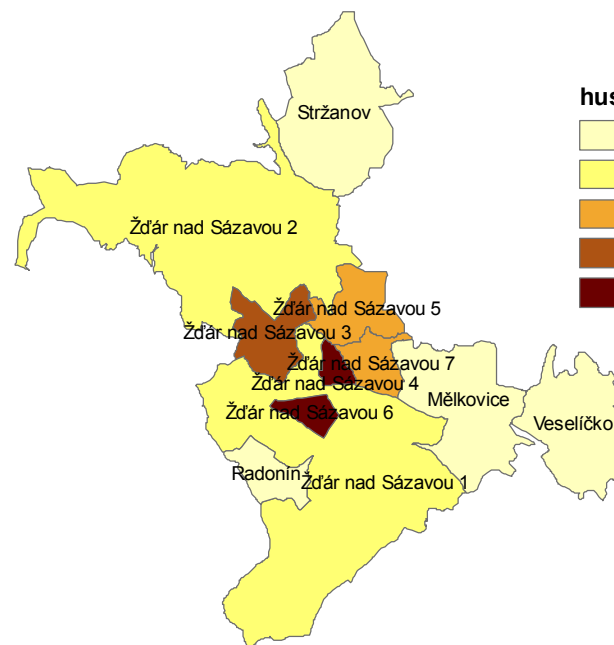 hus
Stržanov
Žďár nad Sázavou 2
Žďár nad Sázavou 5
Žďár nad Sázavou 3
Žďár nad Sázavou 7
Žďár nad Sázavou 4
Mělkovice
Žďár nad Sázavou 6
Veselíčko
Radonín
Žďár nad Sázavou 1